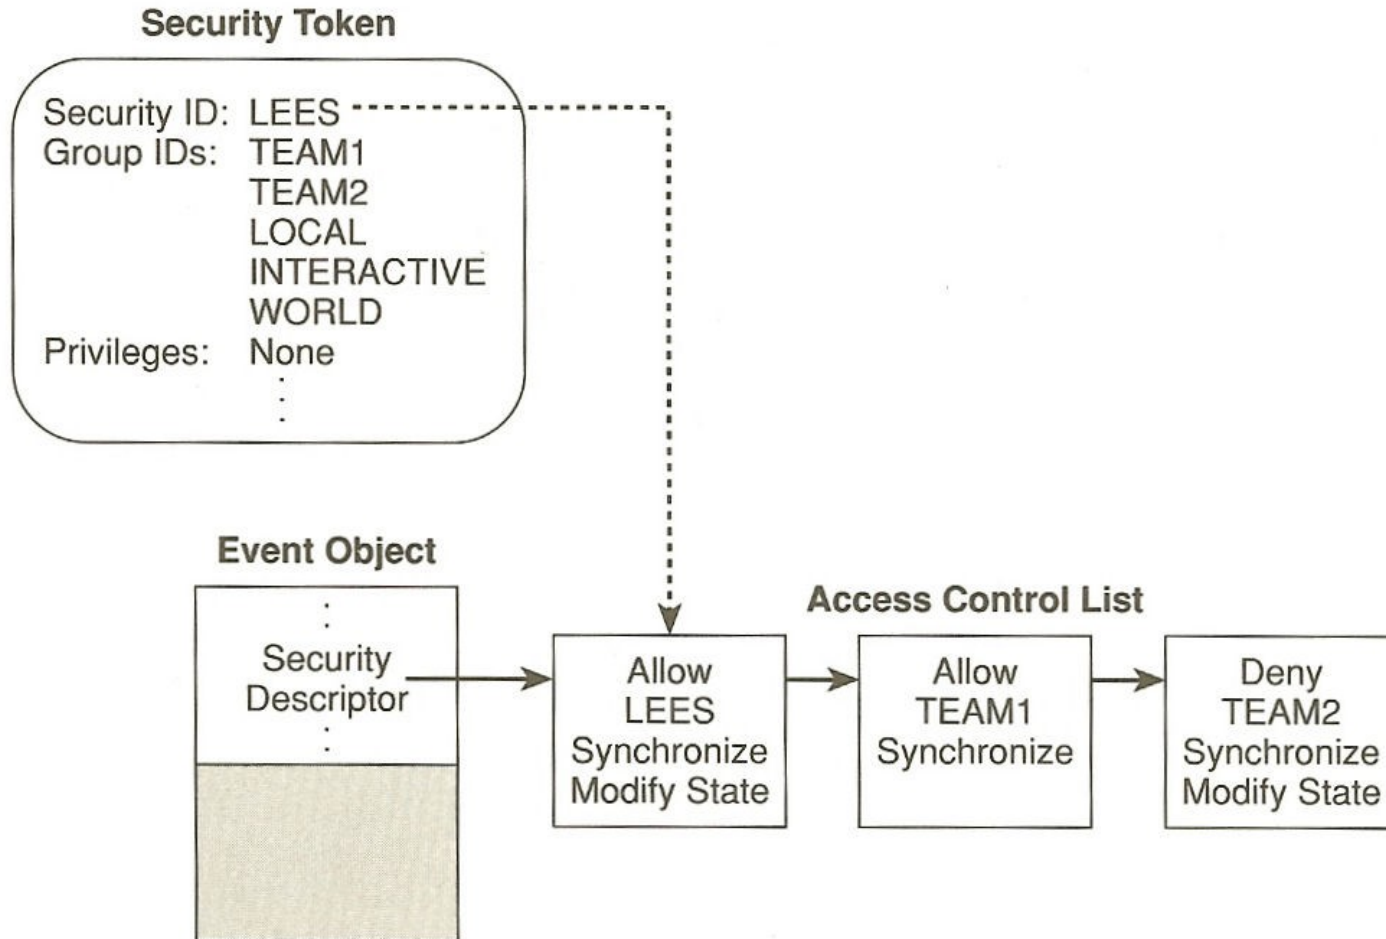 Security Token
Security ID: LEES
Group IDs: TEAM1
TEAM2
LOCAL
INTERACTIVE
WORLD
Privileges: None
Event Object
Security
Descriptor
Access Control List
Allow
LEES
Synchronize
Modify State
Allow
TEAM1
Synchronize
Deny
TEAM2
Synchronize
Modify State